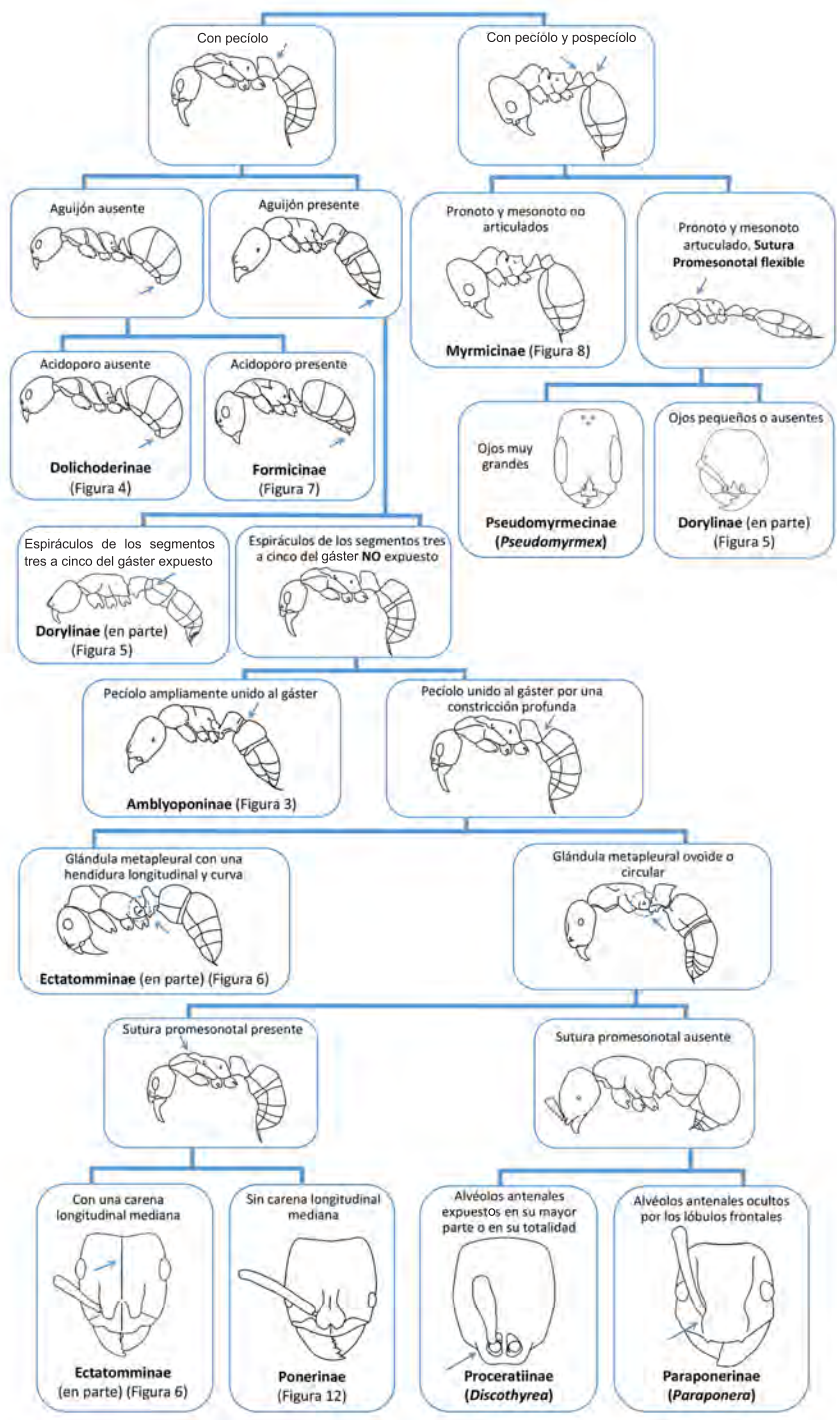 Con pecíolo
Con pecíolo y pospecíolo
Aguijón ausente
Aguijón presente
Pronoto y mesonoto no
articulados
Myrmicinae (Figura 8)
Pronoto y mesonoto
artuculado, Sutura
Promesonotal flexible
Acidoporo ausente
Dolichoderinae
(Figura 4)
Acidoporo presente
Formicinae
(Figura 7)
Ojos muy
grandes
Pseudomyrmecinae
(Pseudomyrmex)
Ojos pequeños o ausentes
Dorylinae (en parte)
(Figura 5)
Espiráculos de los segmentos
tres a cinco del gáster expuesto
Dorylinae (en parte)
(Figura 5)
Espiráculos de los segmentos tres
a cinco del gáster NO expuesto
Pecíolo ampliamente unido al gáster
Amblyoponinae (Figura 3)
Pecíolo unido al gáster por una
constricción profunda
Glándula metapleural con una
hendidura longitudinal y curva
Ectatomminae (en parte) (Figura 6)
Glándula metapleural ovoide o
circular
Sutura promesonotal presente
Sutura promesonotal ausente
Con una carena
longitudinal mediana
Ectatomminae
(en parte) (Figura 6)
Sin carena longitudinal
mediana
Ponerinae
(Figura 12)
Alvéolos antenales
expuestos en su mayor
parte o en su totalidad
Proceratiinae
(Discothyrea)
Alvéolos antenales ocultos
por los lóbulos frontales
Paraponerinae
(Paraponera)